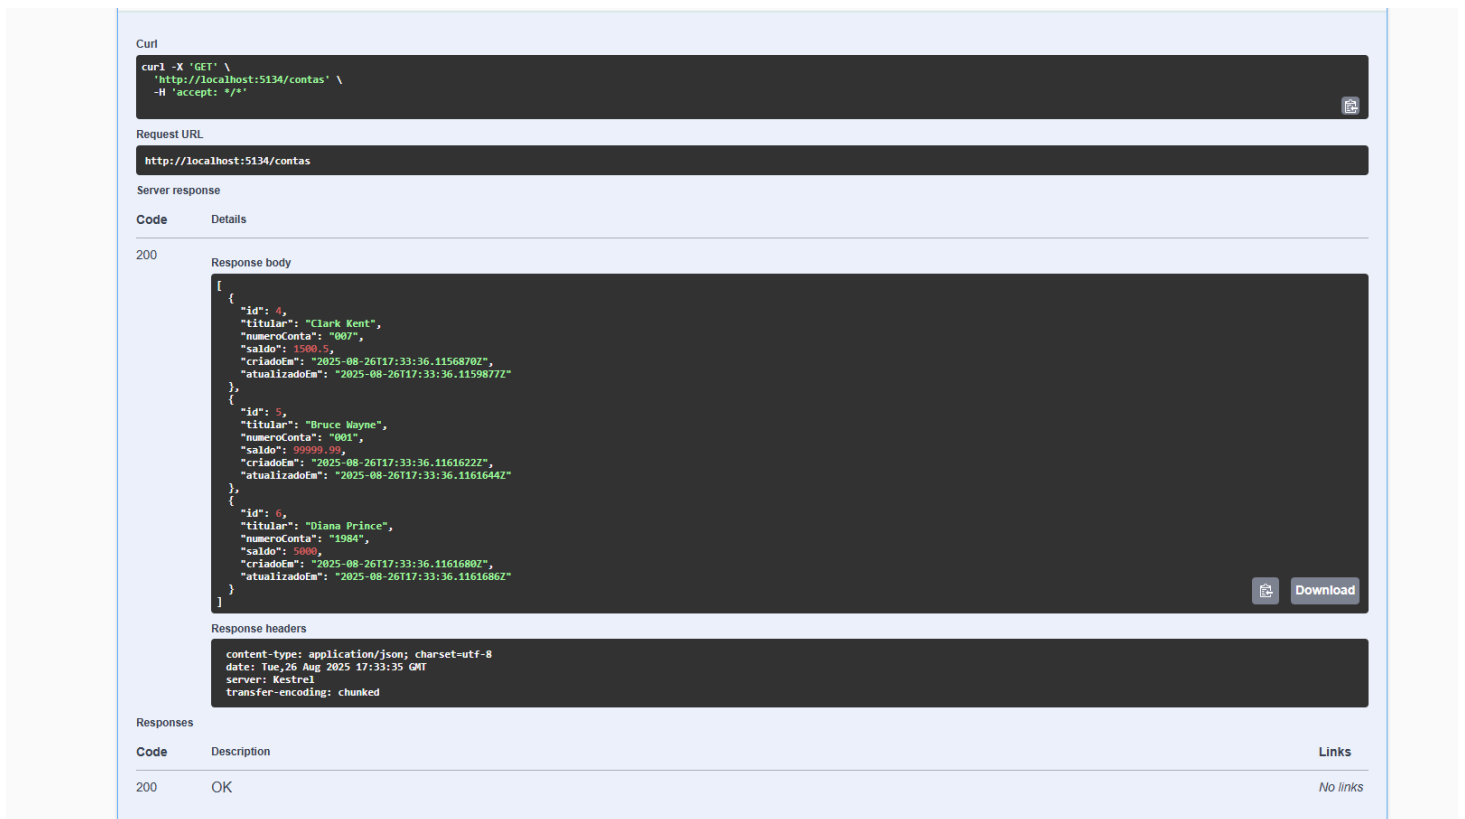 Curl
curl -X 'GET' \
  'http://localhost:5134/contas' \
  -H 'accept: */*'
Request URL
http://localhost:5134/contas
Server response
Code Details
200
Response body
[
  {
    "id": 4,
    "titular": "Clark Kent",
    "numeroConta": "007",
    "saldo": 1500.5,
    "criadoEm": "2025-08-26T17:33:36.1156870Z",
    "atualizadoEm": "2025-08-26T17:33:36.1159877Z"
  },
  {
    "id": 5,
    "titular": "Bruce Wayne",
    "numeroConta": "001",
    "saldo": 99999.99,
    "criadoEm": "2025-08-26T17:33:36.1161622Z",
    "atualizadoEm": "2025-08-26T17:33:36.1161644Z"
  },
  {
    "id": 6,
    "titular": "Diana Prince",
    "numeroConta": "1984",
    "saldo": 5000,
    "criadoEm": "2025-08-26T17:33:36.1161680Z",
    "atualizadoEm": "2025-08-26T17:33:36.1161686Z"
  }
]
Download
Response headers
content-type: application/json; charset=utf-8
date: Tue,26 Aug 2025 17:33:35 GMT
server: Kestrel
transfer-encoding: chunked
Responses
Code Description Links
200 OK No links